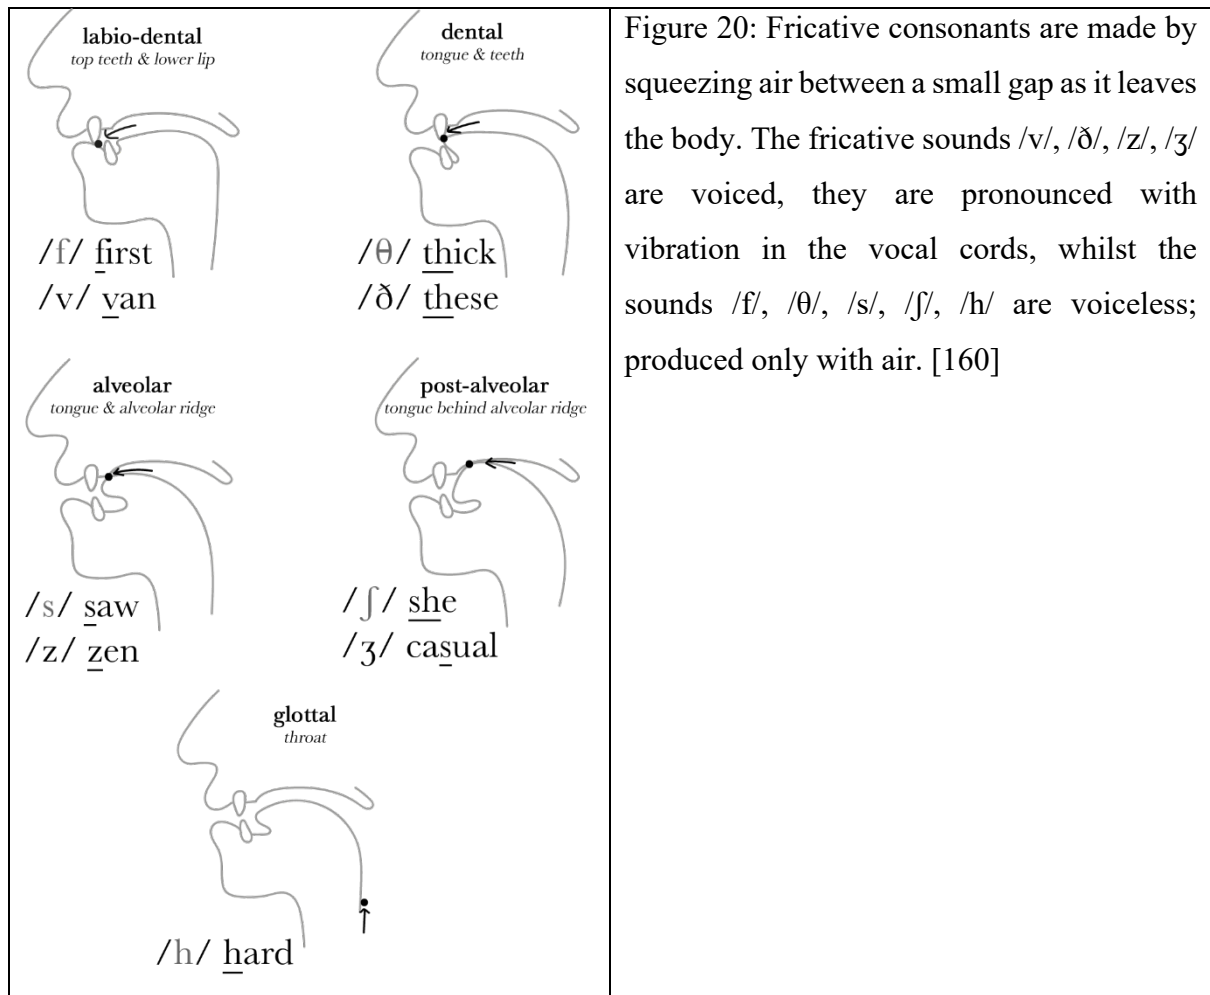 labio-dental
top teeth & lower lip
/f/ first
/v/ van
dental
tongue & teeth
/θ/ thick
/ð/ these
alveolar
tongue & alveolar ridge
/s/ saw
/z/ zen
post-alveolar
tongue behind alveolar ridge
/ʃ/ she
/ʒ/ casual
glottal
throat
/h/ hard
Figure 20: Fricative consonants are made by
squeezing air between a small gap as it leaves
the body. The fricative sounds /v/, /ð/, /z/, /ʒ/
are voiced, they are pronounced with
vibration in the vocal cords, whilst the
sounds /f/, /θ/, /s/, /ʃ/, /h/ are voiceless;
produced only with air. [160]